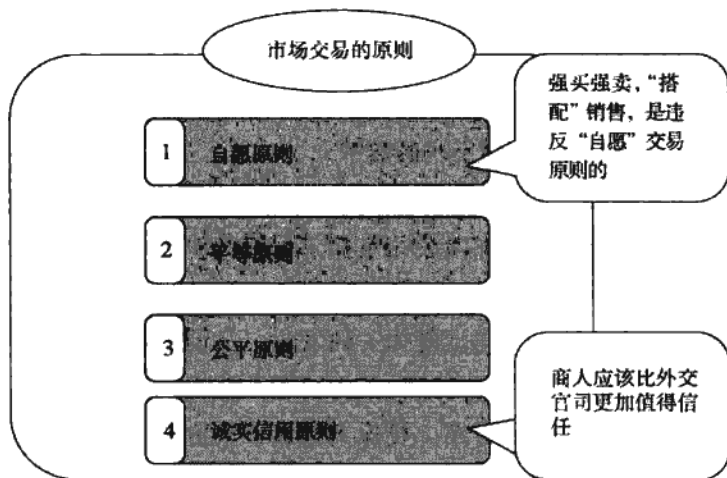 市场交易的原则
强买强卖，“搭
配”销售，是违
反“自愿”交易
原则的
1 自愿原则
2 平等原则
3 公平原则
4 诚实信用原则
商人应该比外交
官司更加值得信
任